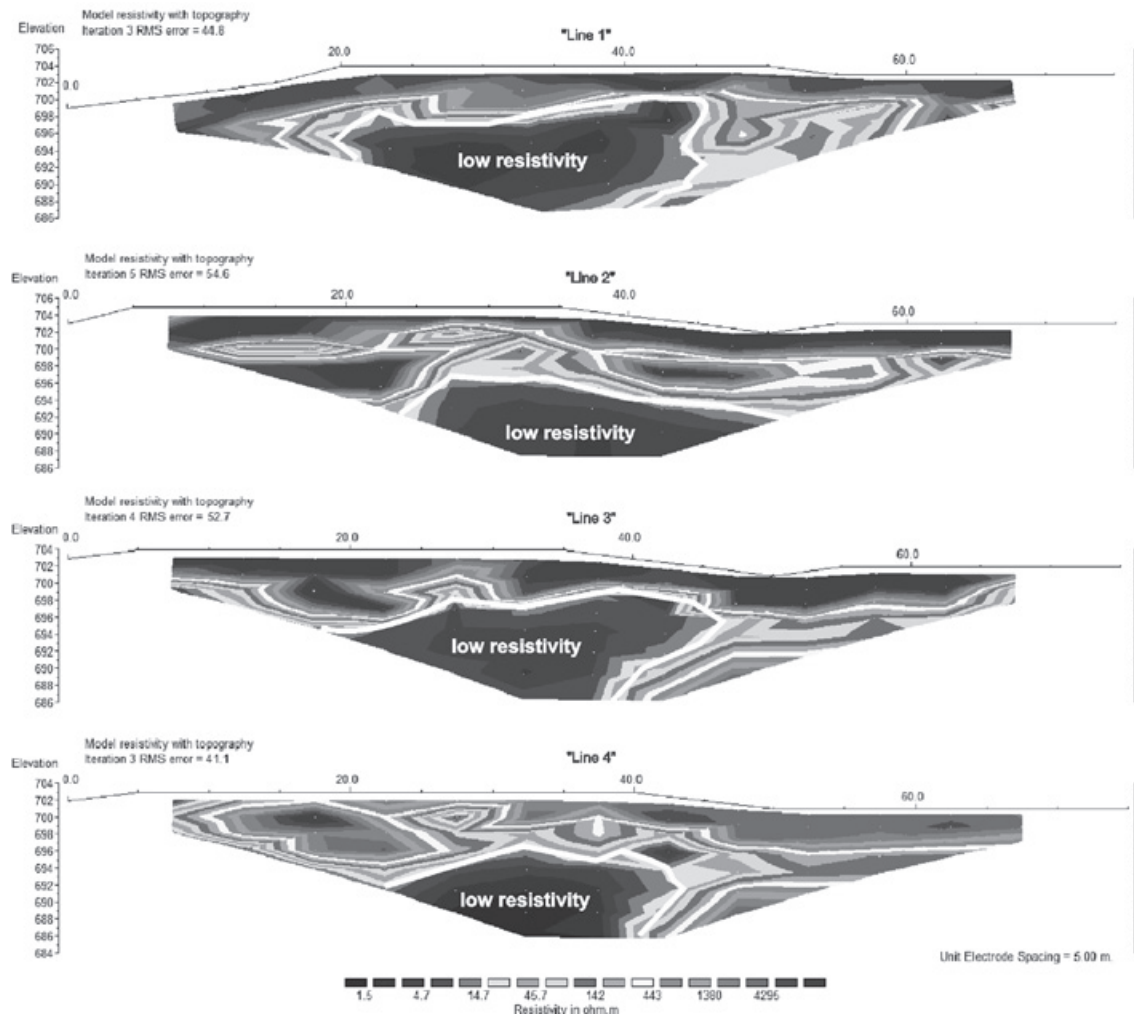 Model resistivity with topography
Iteration 3 RMS error = 44.8
"Line 1"
Elevation
706
704
702
700
698
696
694
692
690
688
686
0.0
20.0
40.0
60.0
low resistivity
Model resistivity with topography
Iteration 5 RMS error = 54.6
"Line 2"
Elevation
706
704
702
700
698
696
694
692
690
688
686
0.0
20.0
40.0
60.0
low resistivity
Model resistivity with topography
Iteration 4 RMS error = 52.7
"Line 3"
Elevation
704
702
700
698
696
694
692
690
688
686
0.0
20.0
40.0
60.0
low resistivity
Model resistivity with topography
Iteration 3 RMS error = 41.1
"Line 4"
Elevation
704
702
700
698
696
694
692
690
688
686
684
0.0
20.0
40.0
60.0
low resistivity
Unit Electrode Spacing = 5.00 m.
1.5 4.7 14.7 45.7 142 443 1380 4295
Resistivity in ohm.m